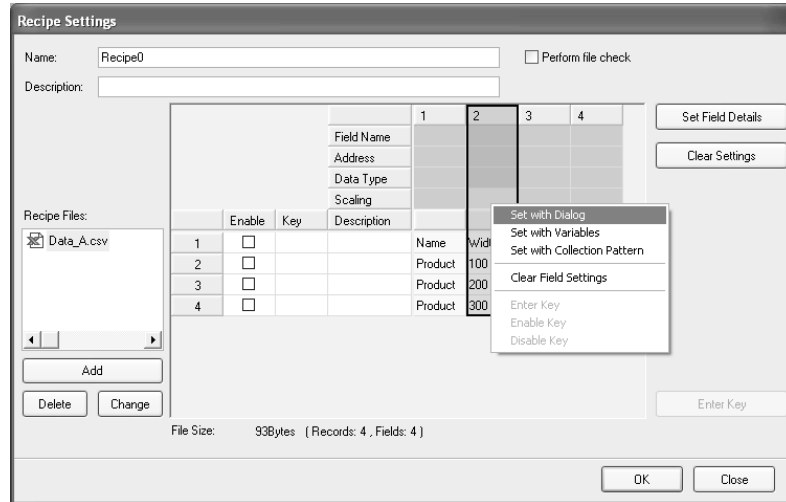 Recipe Settings
Name: Recipe0 Perform file check
Description:
1 2 3 4 Set Field Details
Field Name
Address Clear Settings
Data Type
Scaling
Recipe Files: Enable Key Description
Data_A.csv
1 Name
2 Product 100
3 Product 200
4 Product 300
Set with Dialog
Set with Variables
Set with Collection Pattern
Clear Field Settings
Enter Key
Enable Key
Disable Key
Add
Delete Change Enter Key
File Size: 93Bytes ( Records: 4 , Fields: 4 )
OK Close